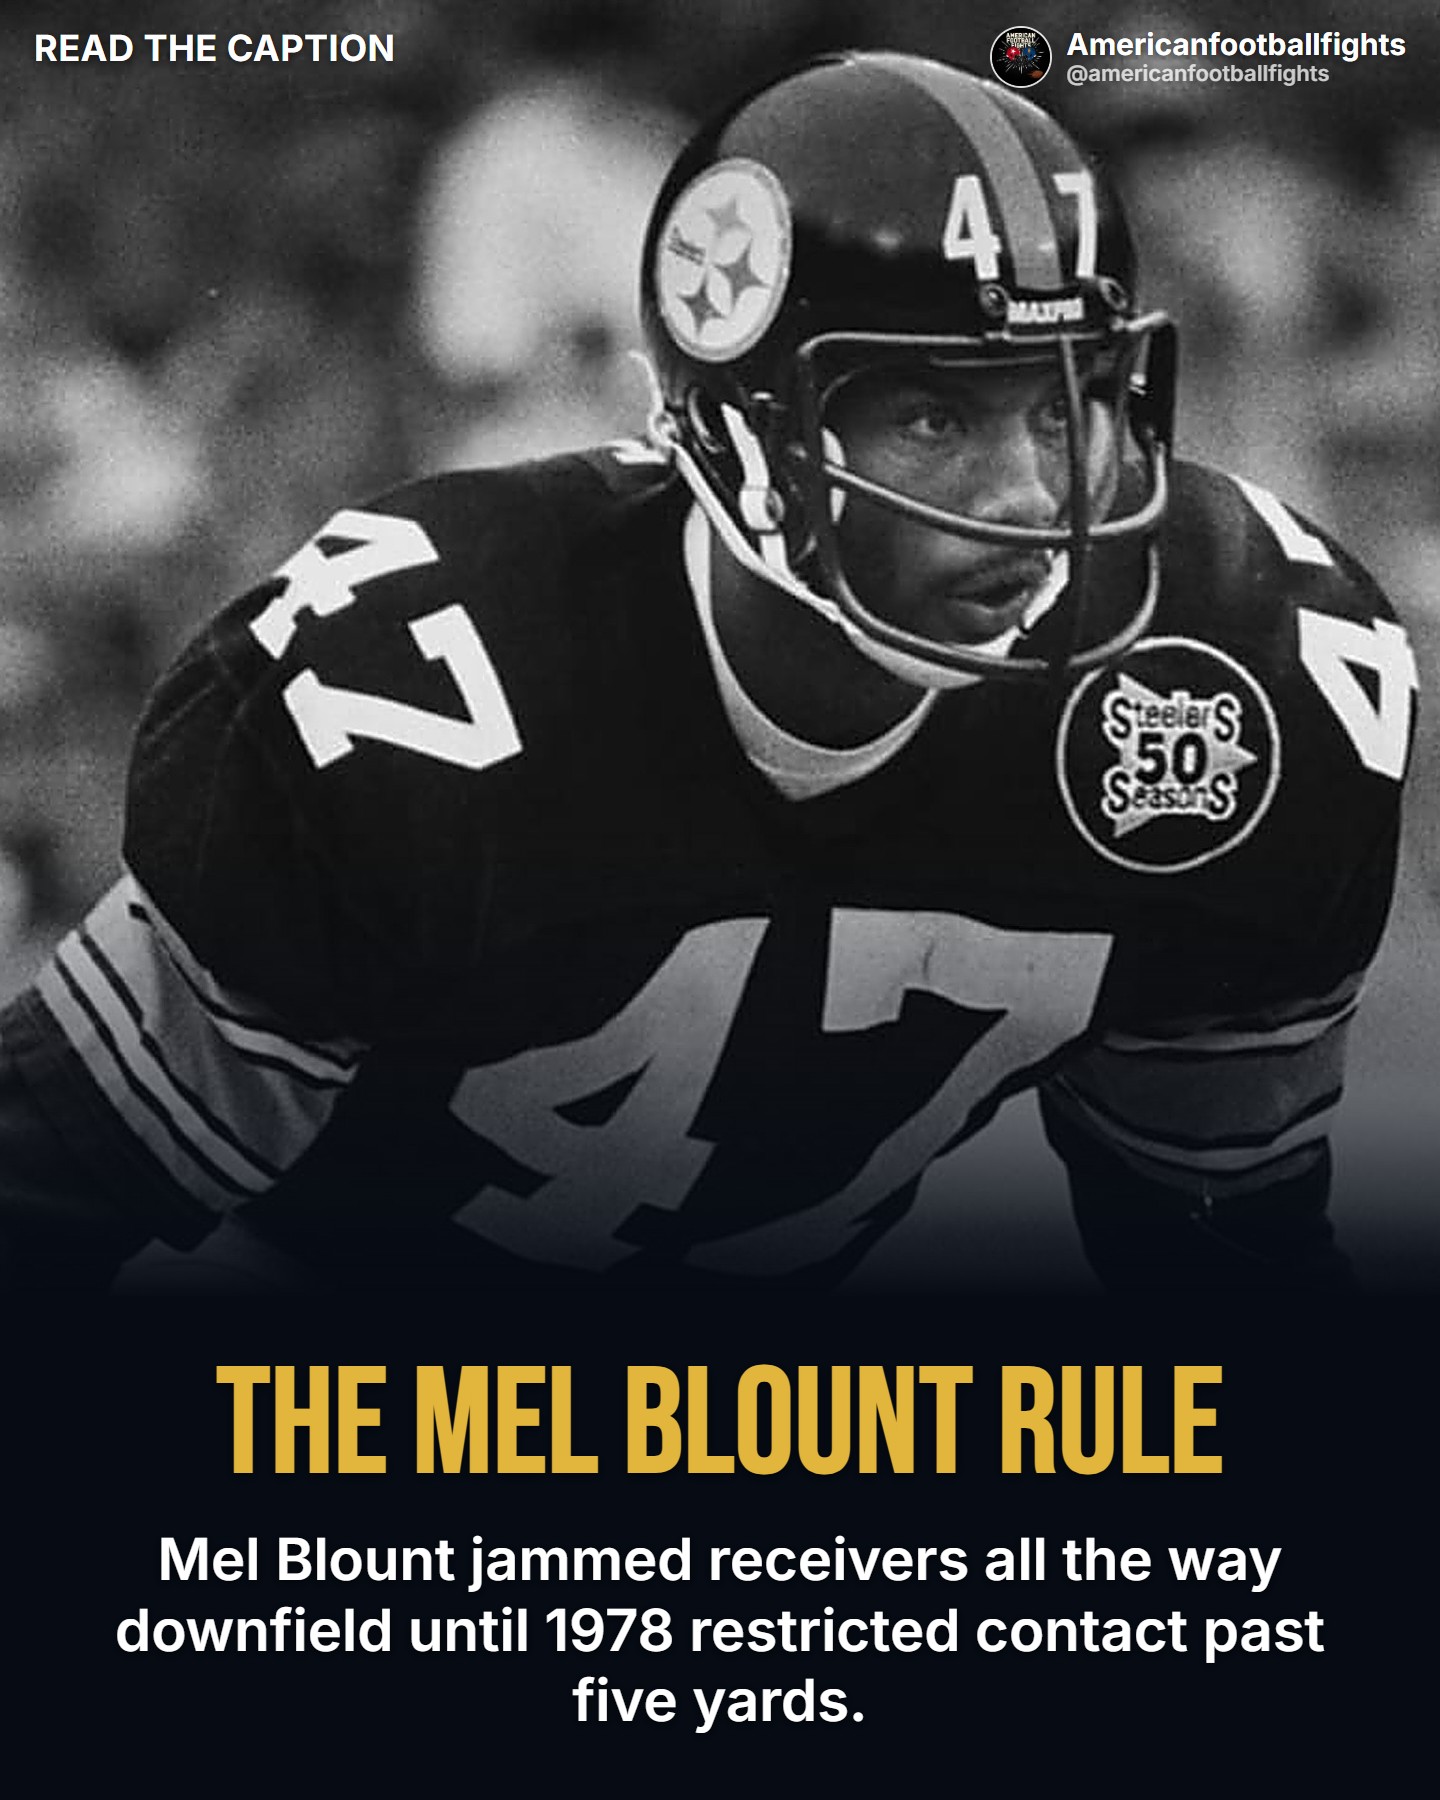 READ THE CAPTION
Americanfootballfights
@americanfootballfights
47
47
4
Steelers
50
Seasons
47
THE MEL BLOUNT RULE
Mel Blount jammed receivers all the way
downfield until 1978 restricted contact past
five yards.